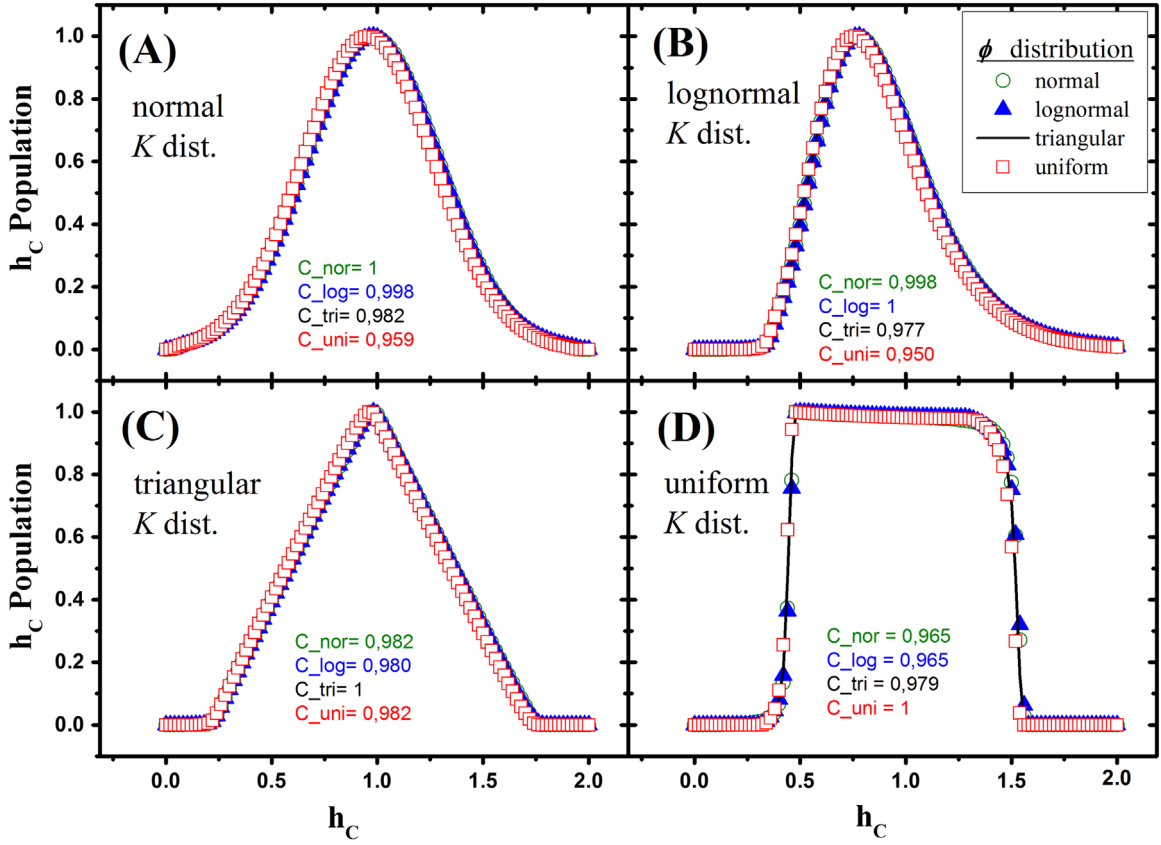 (A)
normal
K dist.
C_nor= 1
C_log= 0,998
C_tri= 0,982
C_uni= 0,959
h_C Population
1.0
0.8
0.6
0.4
0.2
0.0
(B)
lognormal
K dist.
ϕ distribution
normal
lognormal
triangular
uniform
C_nor= 0,998
C_log= 1
C_tri= 0,977
C_uni= 0,950
(C)
triangular
K dist.
C_nor= 0,982
C_log= 0,980
C_tri= 1
C_uni= 0,982
h_C Population
1.0
0.8
0.6
0.4
0.2
0.0
0.0 0.5 1.0 1.5 2.0
h_C
(D)
uniform
K dist.
C_nor = 0,965
C_log = 0,965
C_tri = 0,979
C_uni = 1
0.0 0.5 1.0 1.5 2.0
h_C